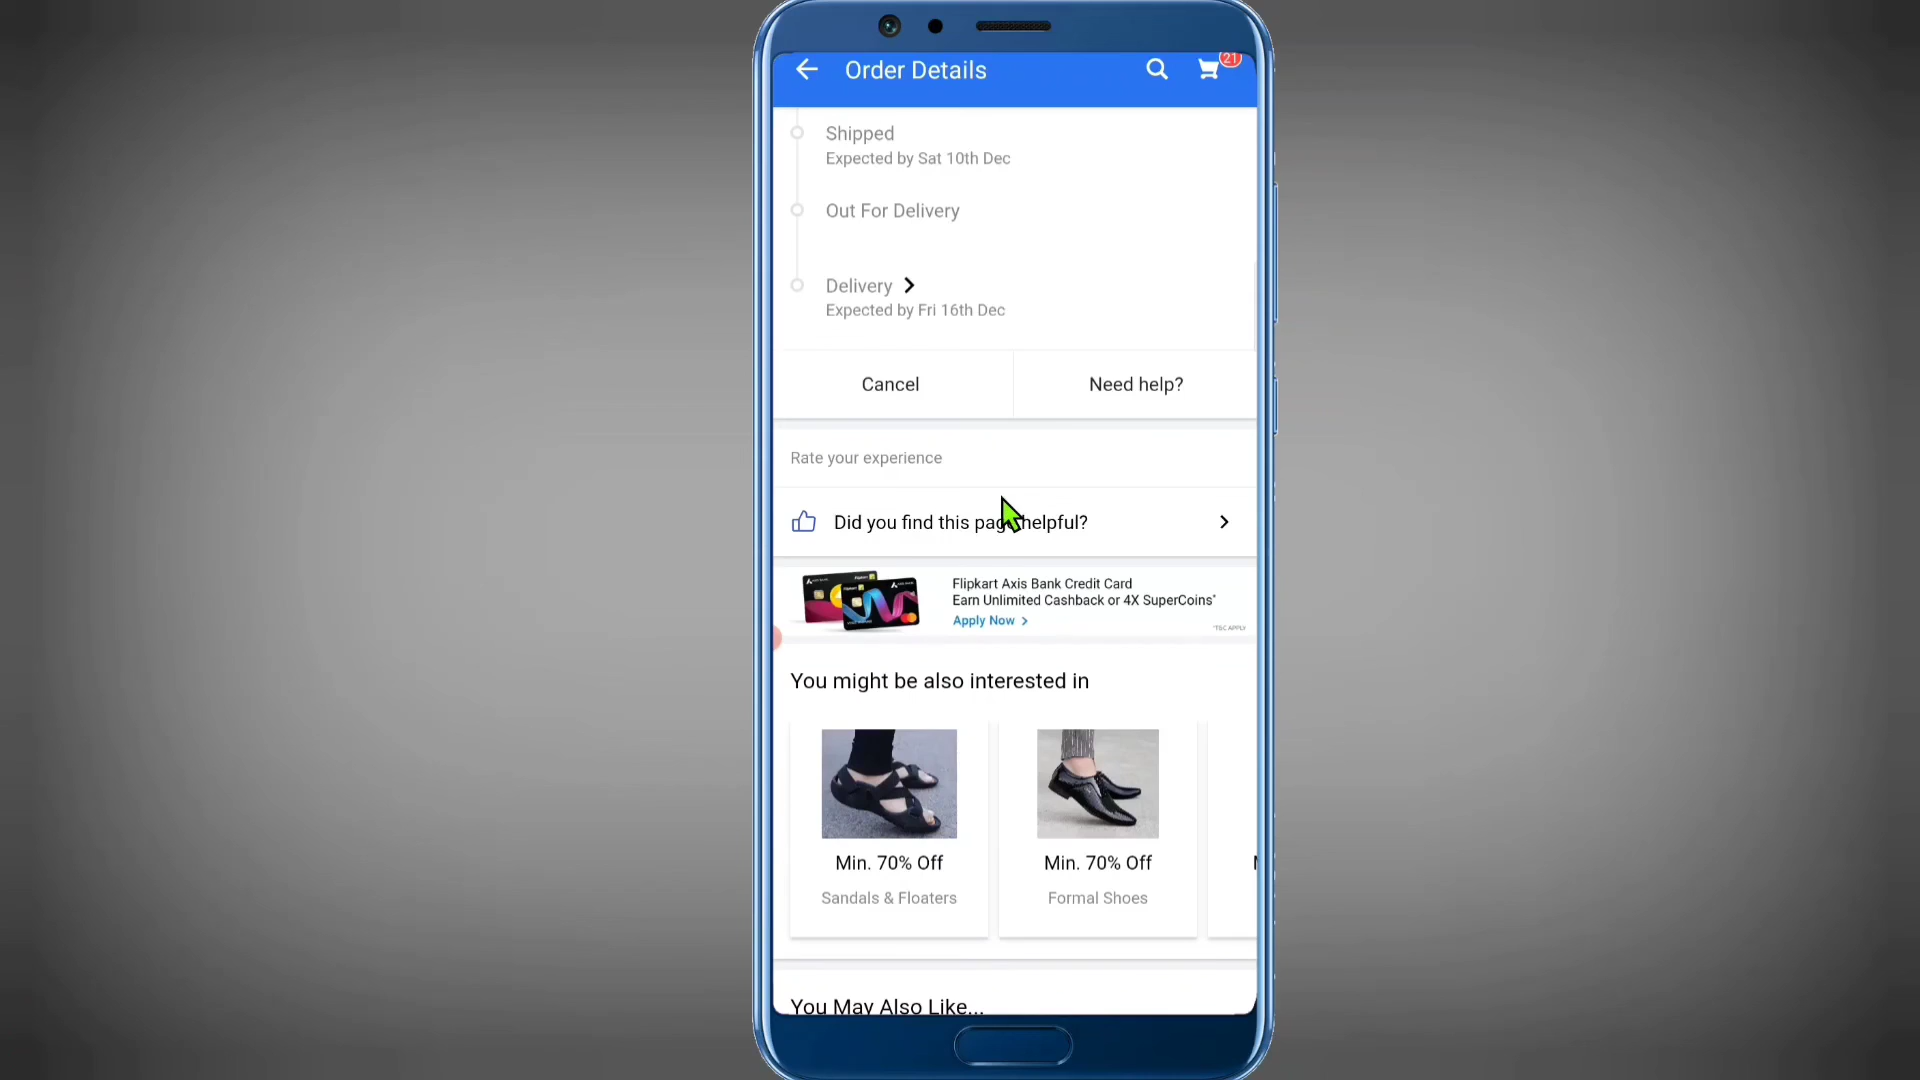 Order Details
21
Shipped
Expected by Sat 10th Dec
Out For Delivery
Delivery
Expected by Fri 16th Dec
Cancel
Need help?
Rate your experience
Did you find this page helpful?
Flipkart Axis Bank Credit Card
Earn Unlimited Cashback or 4X SuperCoins*
Apply Now
*T&C APPLY
You might be also interested in
Min. 70% Off
Sandals & Floaters
Min. 70% Off
Formal Shoes
You May Also Like...